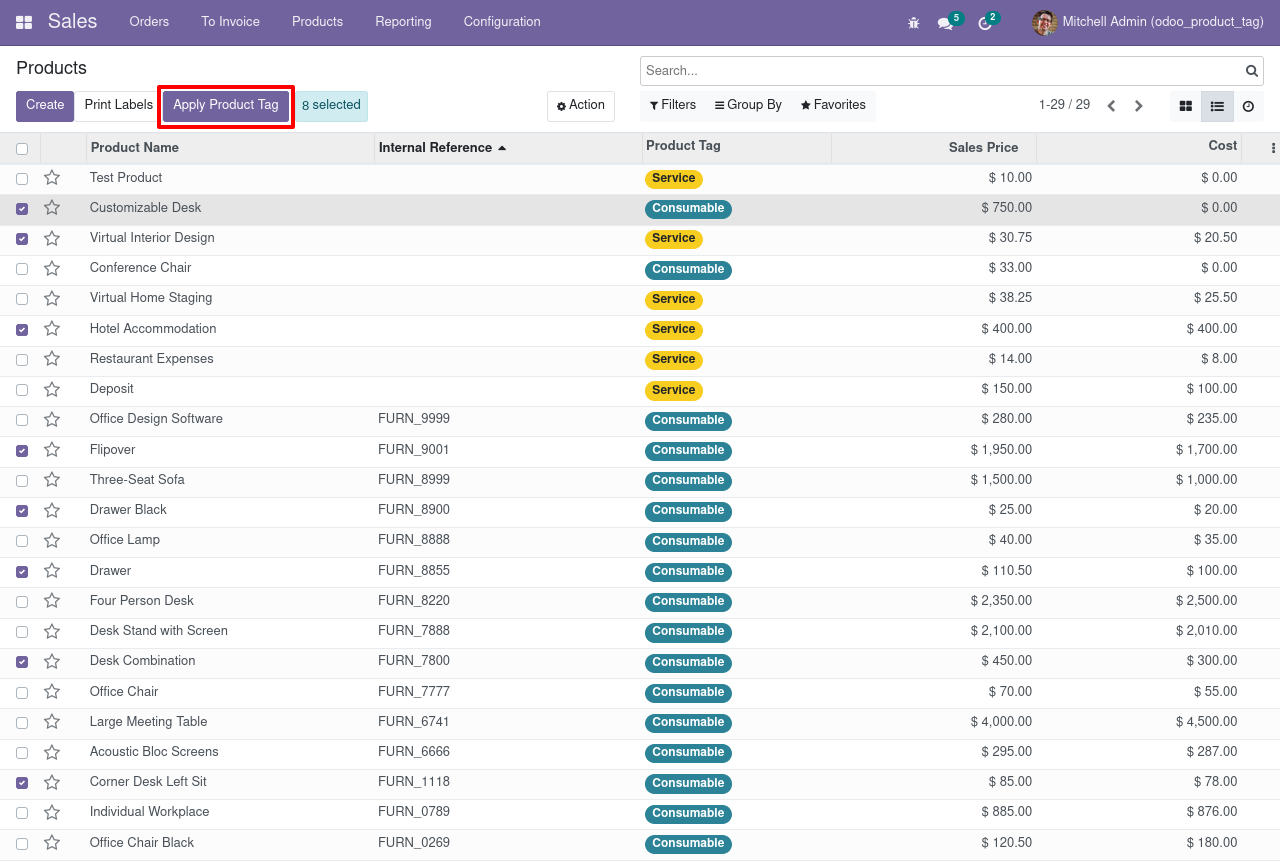 Sales Orders To Invoice Products Reporting Configuration 5 2 Mitchell Admin (odoo_product_tag)
Products Search...
Create Print Labels Apply Product Tag 8 selected Action Filters Group By Favorites 1-29 / 29
Product Name Internal Reference Product Tag Sales Price Cost
Test Product Service $ 10.00 $ 0.00
Customizable Desk Consumable $ 750.00 $ 0.00
Virtual Interior Design Service $ 30.75 $ 20.50
Conference Chair Consumable $ 33.00 $ 0.00
Virtual Home Staging Service $ 38.25 $ 25.50
Hotel Accommodation Service $ 400.00 $ 400.00
Restaurant Expenses Service $ 14.00 $ 8.00
Deposit Service $ 150.00 $ 100.00
Office Design Software FURN_9999 Consumable $ 280.00 $ 235.00
Flipover FURN_9001 Consumable $ 1,950.00 $ 1,700.00
Three-Seat Sofa FURN_8999 Consumable $ 1,500.00 $ 1,000.00
Drawer Black FURN_8900 Consumable $ 25.00 $ 20.00
Office Lamp FURN_8888 Consumable $ 40.00 $ 35.00
Drawer FURN_8855 Consumable $ 110.50 $ 100.00
Four Person Desk FURN_8220 Consumable $ 2,350.00 $ 2,500.00
Desk Stand with Screen FURN_7888 Consumable $ 2,100.00 $ 2,010.00
Desk Combination FURN_7800 Consumable $ 450.00 $ 300.00
Office Chair FURN_7777 Consumable $ 70.00 $ 55.00
Large Meeting Table FURN_6741 Consumable $ 4,000.00 $ 4,500.00
Acoustic Bloc Screens FURN_6666 Consumable $ 295.00 $ 287.00
Corner Desk Left Sit FURN_1118 Consumable $ 85.00 $ 78.00
Individual Workplace FURN_0789 Consumable $ 885.00 $ 876.00
Office Chair Black FURN_0269 Consumable $ 120.50 $ 180.00